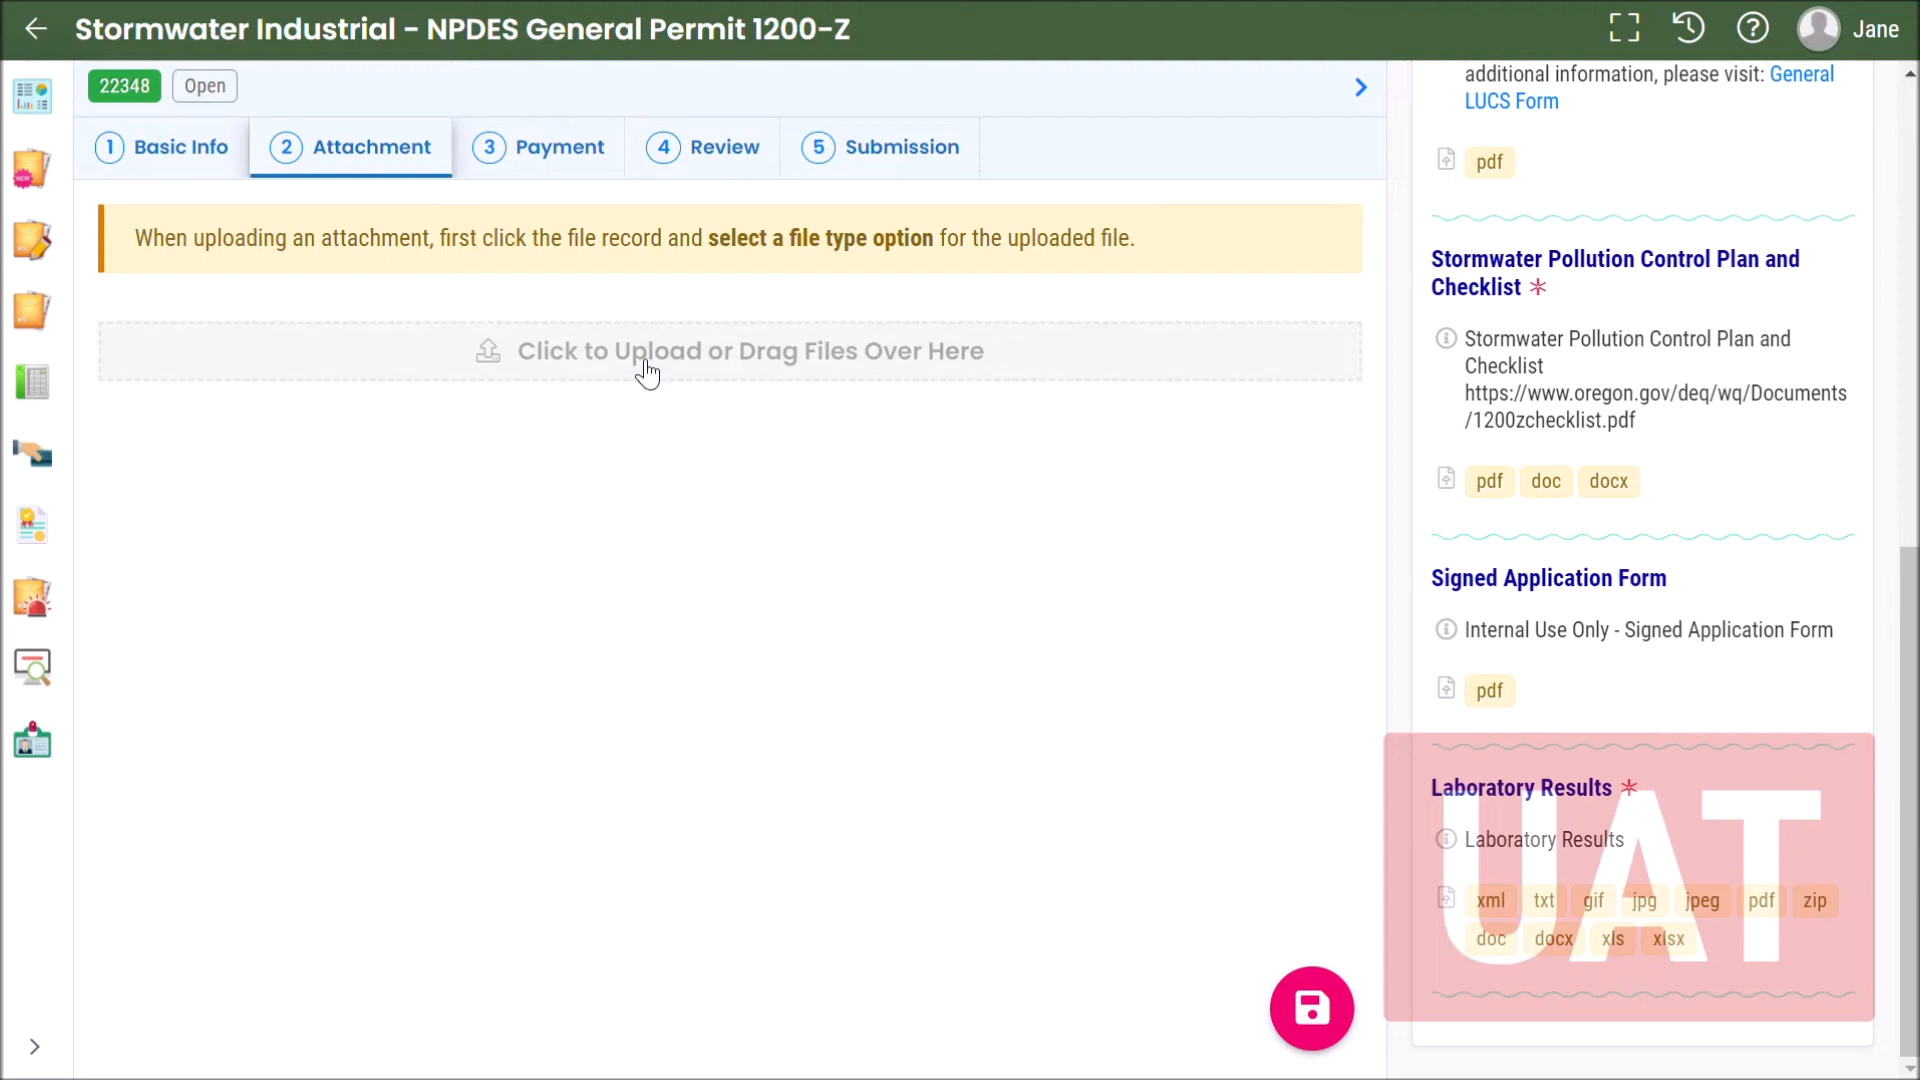 Stormwater Industrial - NPDES General Permit 1200-Z
Jane
22348 Open
1 Basic Info 2 Attachment 3 Payment 4 Review 5 Submission
When uploading an attachment, first click the file record and select a file type option for the uploaded file.
Click to Upload or Drag Files Over Here
additional information, please visit: General
LUCS Form
pdf
Stormwater Pollution Control Plan and
Checklist *
Stormwater Pollution Control Plan and
Checklist
https://www.oregon.gov/deq/wq/Documents
/1200zchecklist.pdf
pdf doc docx
Signed Application Form
Internal Use Only - Signed Application Form
pdf
Laboratory Results *
Laboratory Results
xml txt gif jpg jpeg pdf zip
doc docx xls xlsx
UAT
NEW